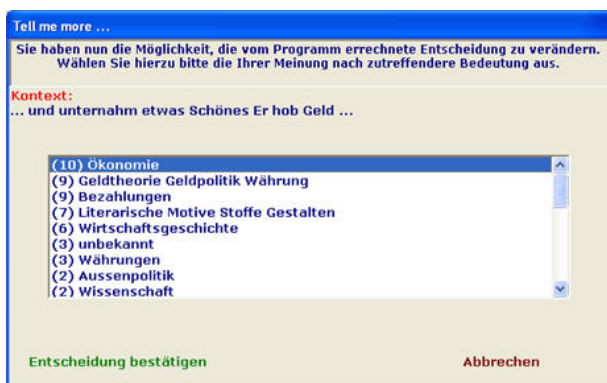 Tell me more ...
Sie haben nun die Möglichkeit, die vom Programm errechnete Entscheidung zu verändern.
Wählen Sie hierzu bitte die Ihrer Meinung nach zutreffendere Bedeutung aus.
Kontext:
... und unternahm etwas Schönes Er hob Geld ...
(10) Ökonomie
(9) Geldtheorie Geldpolitik Währung
(9) Bezahlungen
(7) Literarische Motive Stoffe Gestalten
(6) Wirtschaftsgeschichte
(3) unbekannt
(3) Währungen
(2) Aussenpolitik
(2) Wissenschaft
Entscheidung bestätigen
Abbrechen